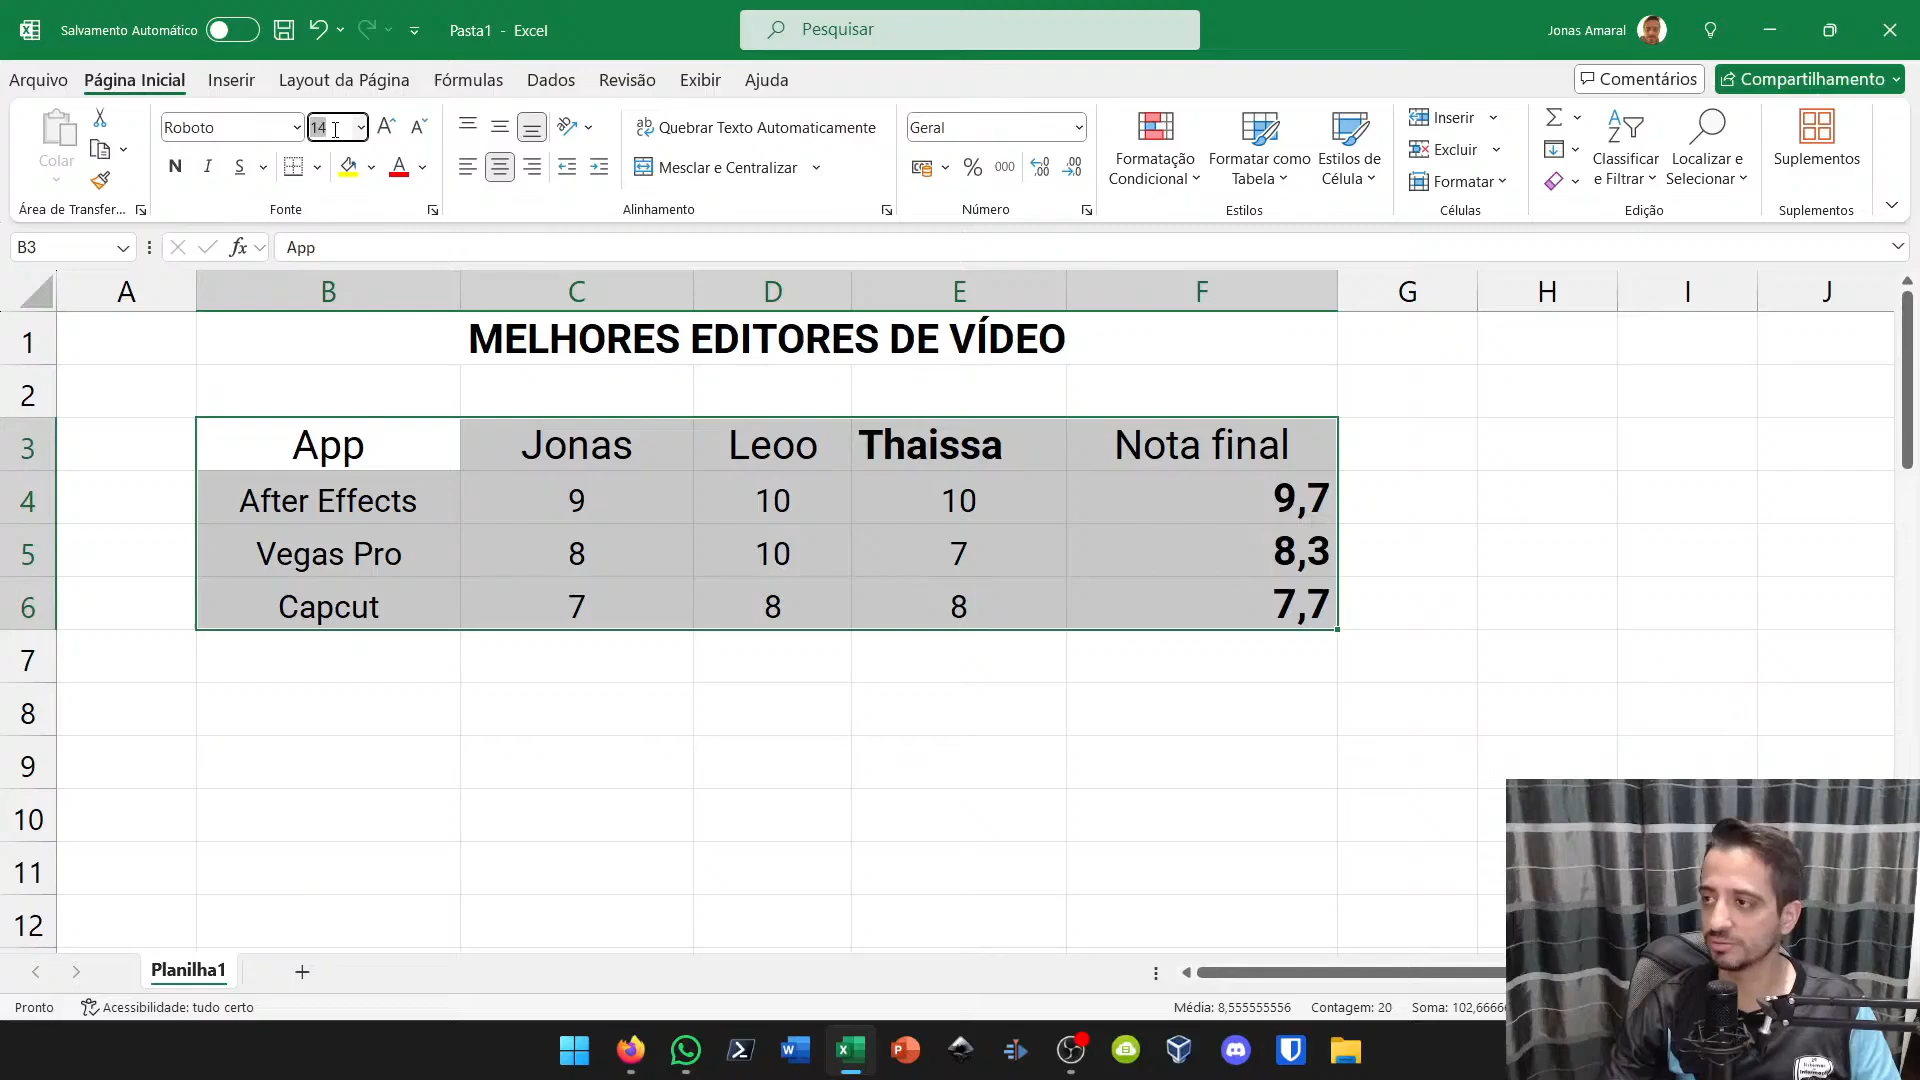 Salvamento Automático
Pasta1 - Excel
Pesquisar
Jonas Amaral
Arquivo Página Inicial Inserir Layout da Página Fórmulas Dados Revisão Exibir Ajuda
Comentários Compartilhamento
Colar
Área de Transfer...
Roboto 14
N I S A
Fonte
Quebrar Texto Automaticamente
Mesclar e Centralizar
Alinhamento
Geral
% 000
Número
Formatação Condicional
Formatar como Tabela
Estilos de Célula
Estilos
Inserir
Excluir
Formatar
Células
Classificar e Filtrar
Localizar e Selecionar
Edição
Suplementos
Suplementos
B3 fx App
A B C D E F G H I J
1 MELHORES EDITORES DE VÍDEO
2
3 App Jonas Leoo Thaissa Nota final
4 After Effects 9 10 10 9,7
5 Vegas Pro 8 10 7 8,3
6 Capcut 7 8 8 7,7
7
8
9
10
11
12
Planilha1
Pronto Acessibilidade: tudo certo Média: 8,555555556 Contagem: 20 Soma: 102,6666